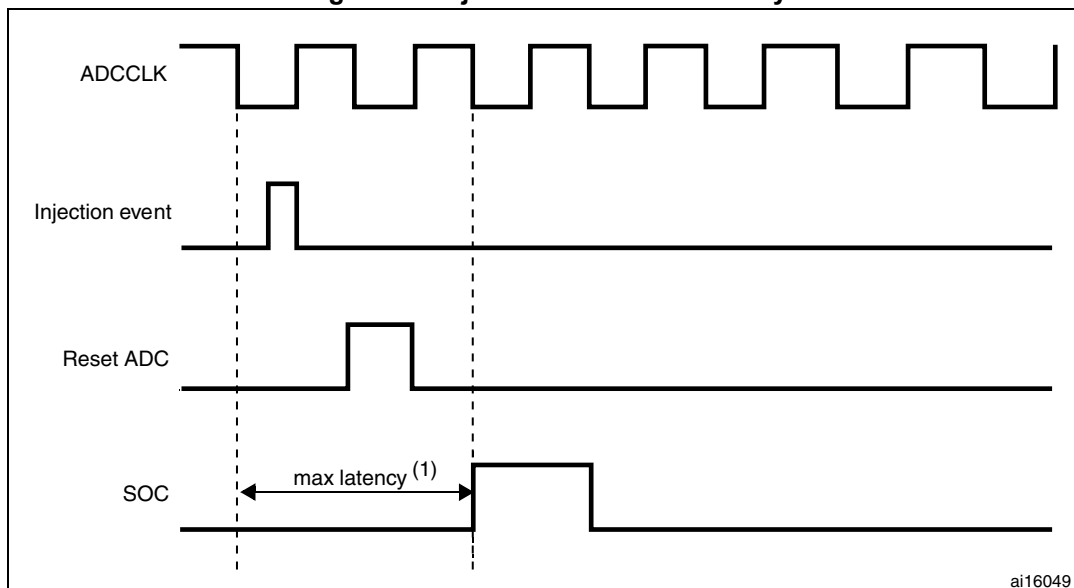 ADCCLK
Injection event
Reset ADC
max latency (1)
SOC
ai16049